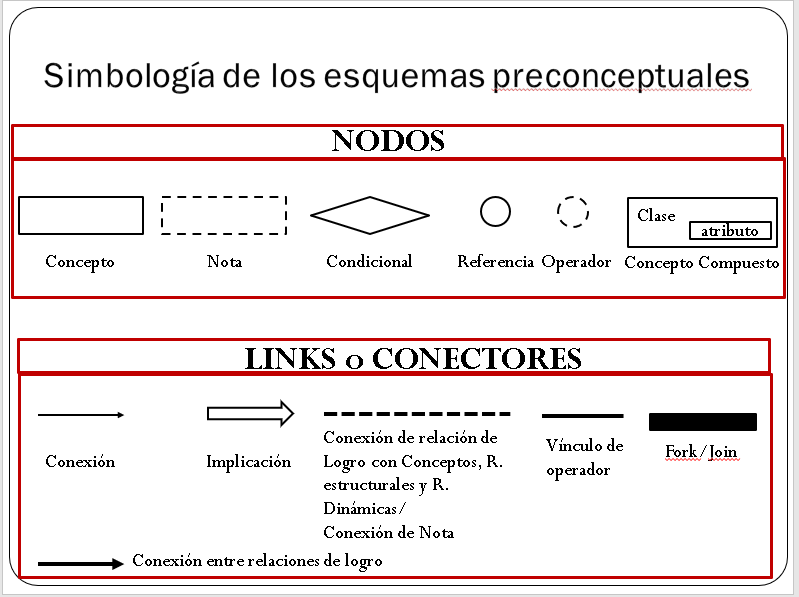 Simbología de los esquemas preconceptuales
NODOS
Clase
atributo
Concepto
Nota
Condicional
Referencia
Operador
Concepto Compuesto
LINKS o CONECTORES
Conexión
Implicación
Conexión de relación de
Logro con Conceptos, R.
estructurales y R.
Dinámicas/
Conexión de Nota
Vínculo de
operador
Fork/Join
Conexión entre relaciones de logro